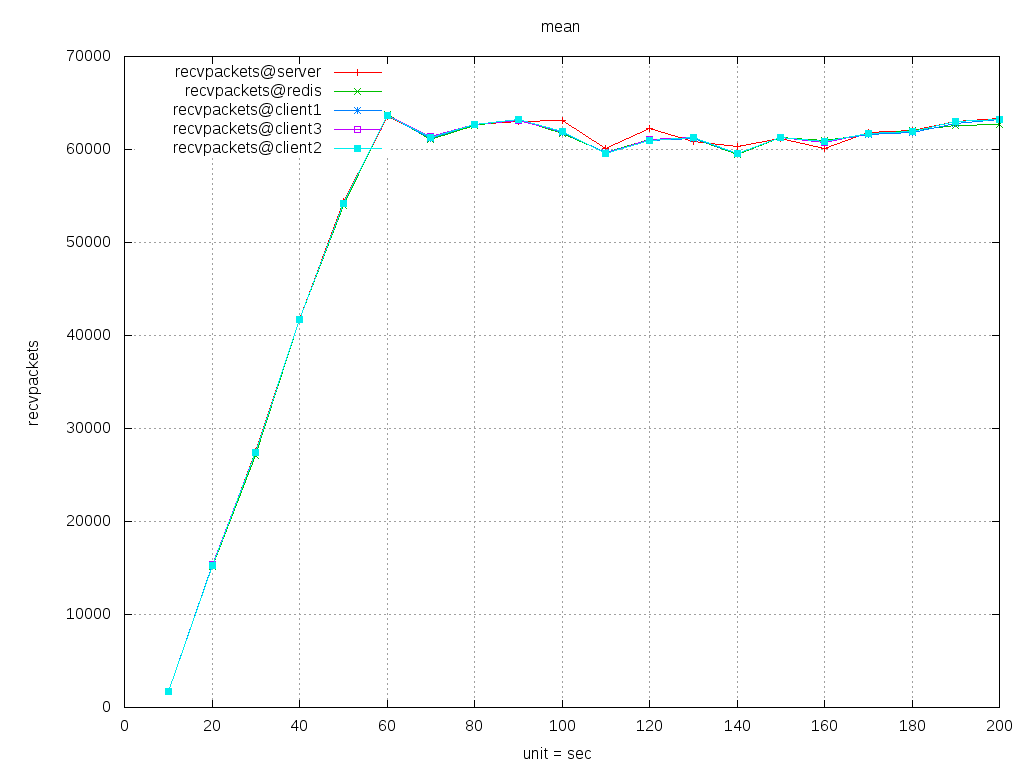 mean
70000
60000
50000
40000
30000
20000
10000
0
recvpackets@server
recvpackets@redis
recvpackets@client1
recvpackets@client3
recvpackets@client2
recvpackets
0 20 40 60 80 100 120 140 160 180 200
unit = sec